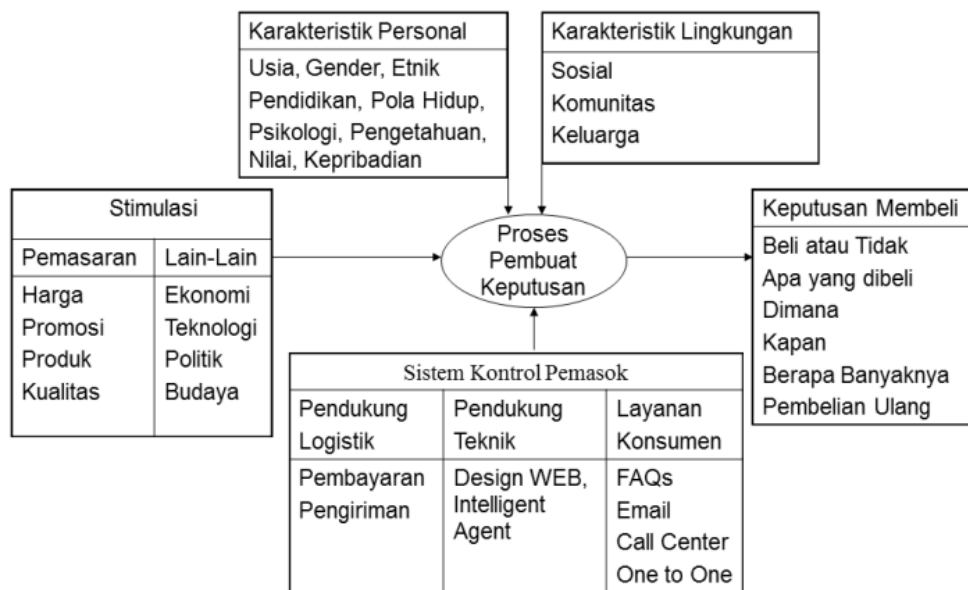 Karakteristik Personal
Usia, Gender, Etnik
Pendidikan, Pola Hidup,
Psikologi, Pengetahuan,
Nilai, Kepribadian
Karakteristik Lingkungan
Sosial
Komunitas
Keluarga
Stimulasi
Pemasaran
Harga
Promosi
Produk
Kualitas
Lain-Lain
Ekonomi
Teknologi
Politik
Budaya
Proses
Pembuat
Keputusan
Keputusan Membeli
Beli atau Tidak
Apa yang dibeli
Dimana
Kapan
Berapa Banyaknya
Pembelian Ulang
Sistem Kontrol Pemasok
Pendukung
Logistik
Pembayaran
Pengiriman
Pendukung
Teknik
Design WEB,
Intelligent
Agent
Layanan
Konsumen
FAQs
Email
Call Center
One to One